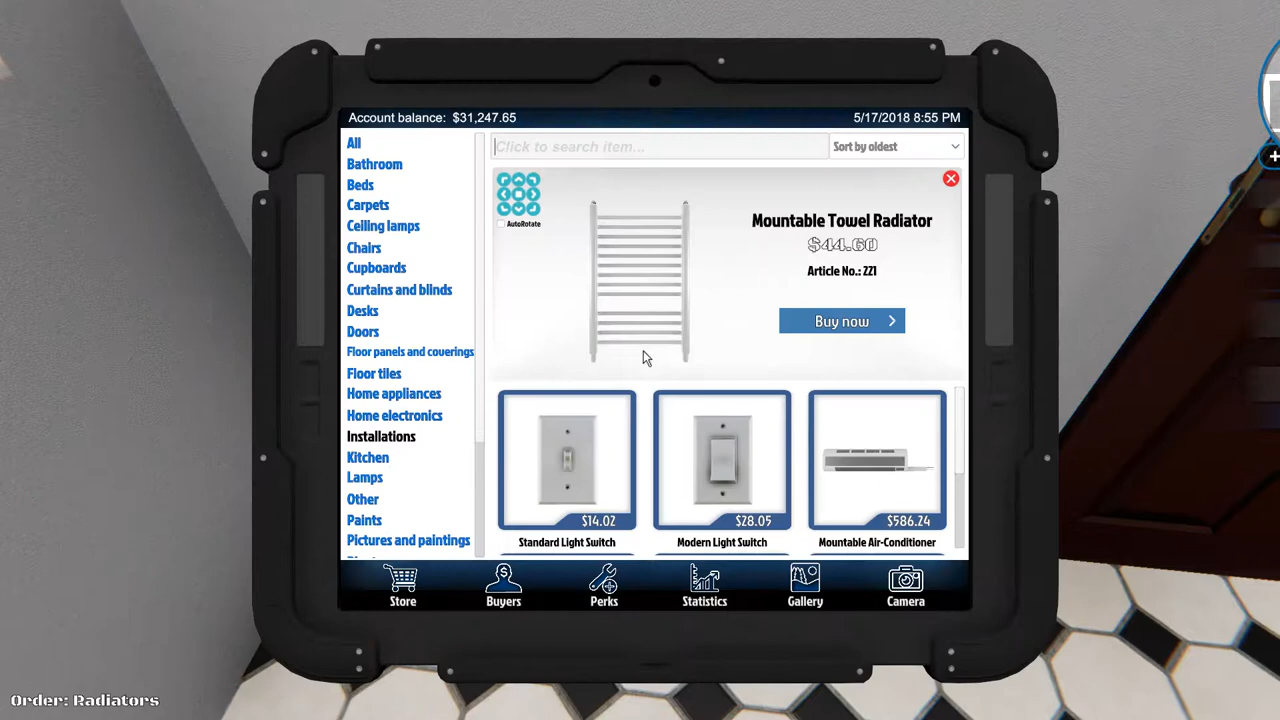 Account balance: $31,247.65
5/17/2018 8:55 PM
All
Bathroom
Beds
Carpets
Ceiling lamps
Chairs
Cupboards
Curtains and blinds
Desks
Doors
Floor panels and coverings
Floor tiles
Home appliances
Home electronics
Installations
Kitchen
Lamps
Other
Paints
Pictures and paintings
Click to search item...
Sort by oldest
AutoRotate
Mountable Towel Radiator
$44.60
Article No.: 221
Buy now
$14.02
$28.05
$586.24
Standard Light Switch
Modern Light Switch
Mountable Air-Conditioner
Store
Buyers
Perks
Statistics
Gallery
Camera
Order: Radiators